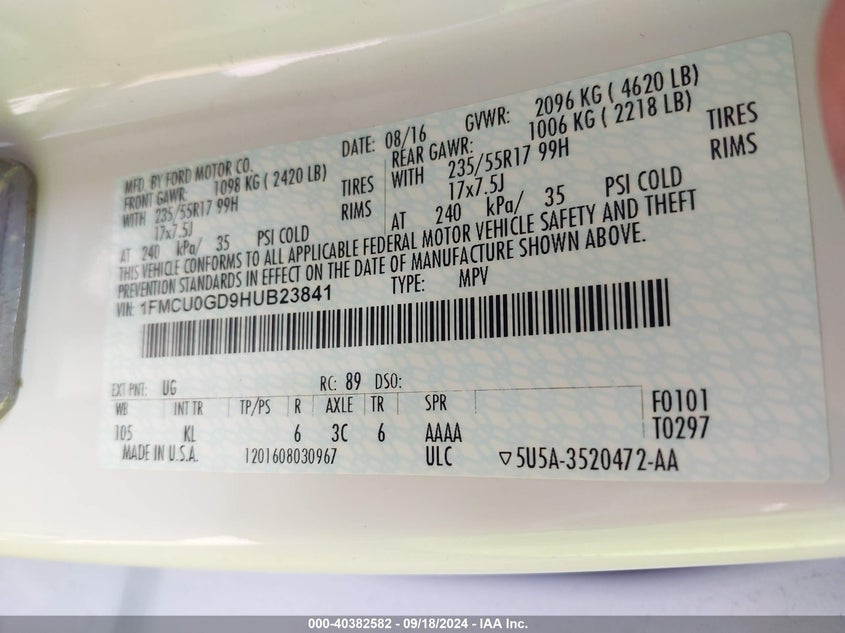 MFD. BY FORD MOTOR CO.
DATE: 08/16 GVWR: 2096 KG ( 4620 LB)
FRONT GAWR: 1098 KG ( 2420 LB)
REAR GAWR: 1006 KG ( 2218 LB)
WITH 235/55R17 99H TIRES
WITH 235/55R17 99H TIRES
17x7.5J RIMS
17x7.5J RIMS
AT 240 kPa/ 35 PSI COLD
AT 240 kPa/ 35 PSI COLD
THIS VEHICLE CONFORMS TO ALL APPLICABLE FEDERAL MOTOR VEHICLE SAFETY AND THEFT
PREVENTION STANDARDS IN EFFECT ON THE DATE OF MANUFACTURE SHOWN ABOVE.
VIN: 1FMCU0GD9HUB23841 TYPE: MPV
EXT PNT: UG RC: 89 DSO:
WB INT TR TP/PS R AXLE TR SPR F0101
105 KL 6 3C 6 AAAA T0297
MADE IN U.S.A. 1201608030967 ULC ▽5U5A-3520472-AA
000-40382582 - 09/18/2024 - IAA Inc.